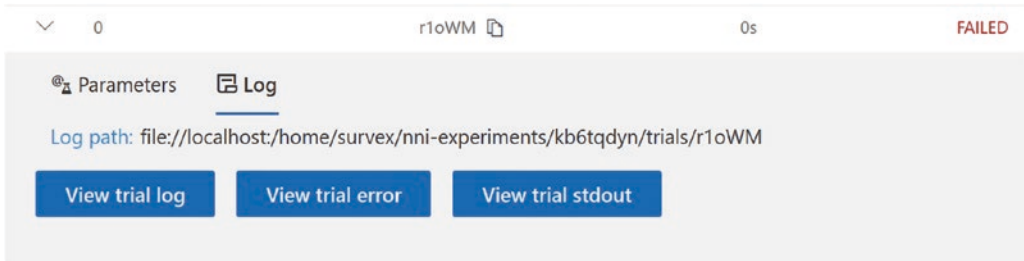 0 r1oWM 0s FAILED
Parameters Log
Log path: file://localhost:/home/survex/nni-experiments/kb6tqdyn/trials/r1oWM
View trial log View trial error View trial stdout